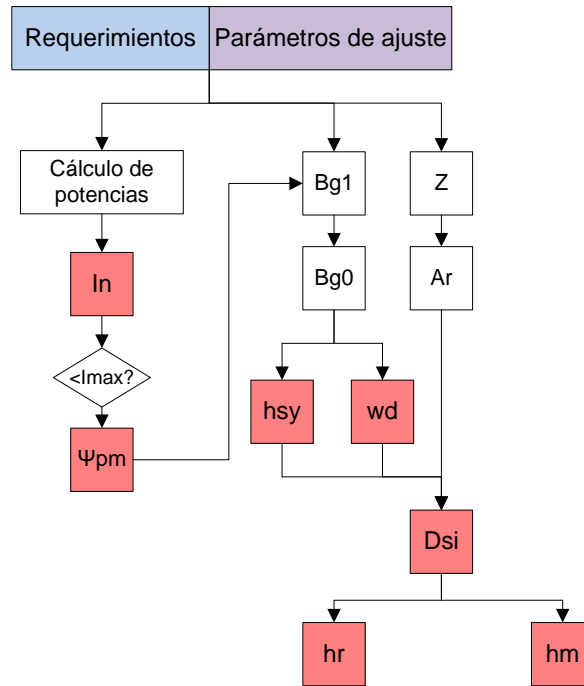 Requerimientos
Parámetros de ajuste
Cálculo de
potencias
Bg1
Z
In
Bg0
Ar
<Imax?
hsy
wd
Ψpm
Dsi
hr
hm